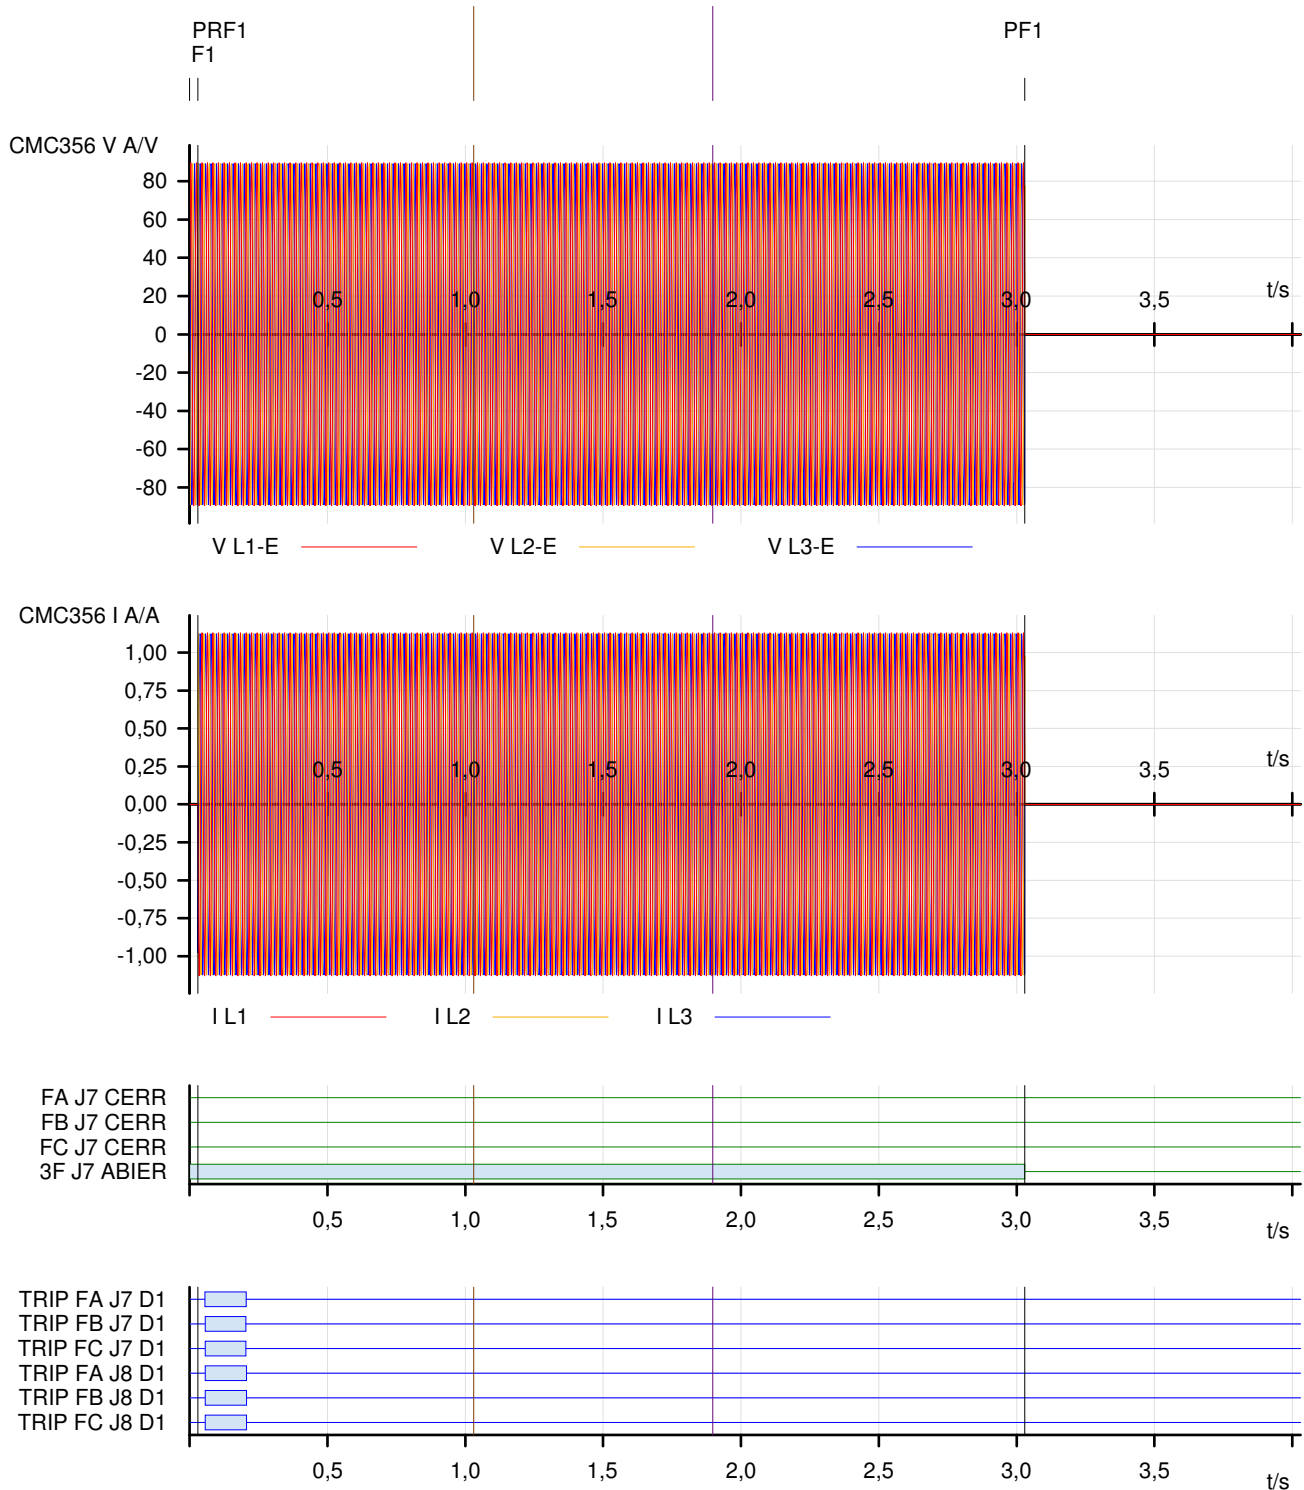 PRF1 PF1
F1
CMC356 V A/V
80
60
40
20
0,5 1,0 1,5 2,0 2,5 3,0 3,5 t/s
0
-20
-40
-60
-80
V L1-E V L2-E V L3-E
CMC356 I A/A
1,00
0,75
0,50
0,25
0,5 1,0 1,5 2,0 2,5 3,0 3,5 t/s
0,00
-0,25
-0,50
-0,75
-1,00
I L1 I L2 I L3
FA J7 CERR
FB J7 CERR
FC J7 CERR
3F J7 ABIER
0,5 1,0 1,5 2,0 2,5 3,0 3,5 t/s
TRIP FA J7 D1
TRIP FB J7 D1
TRIP FC J7 D1
TRIP FA J8 D1
TRIP FB J8 D1
TRIP FC J8 D1
0,5 1,0 1,5 2,0 2,5 3,0 3,5 t/s